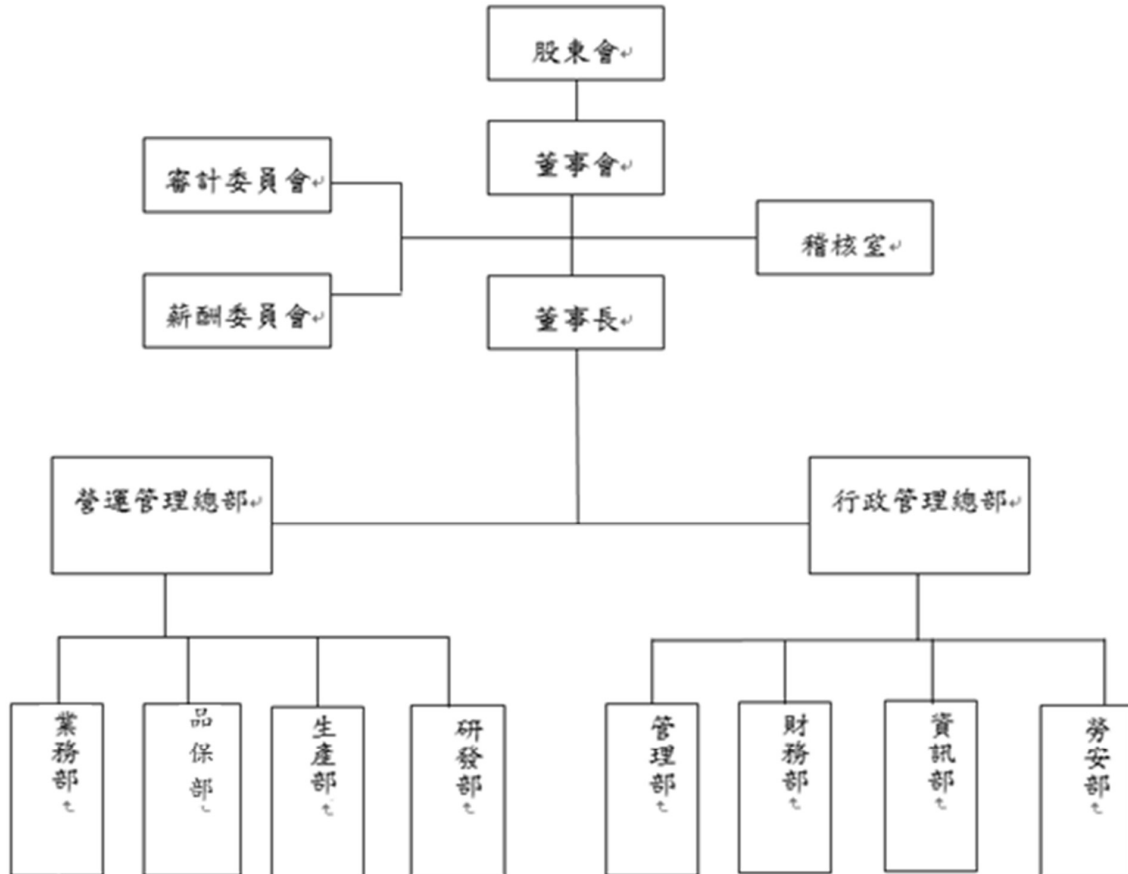 股東會
董事會
審計委員會
稽核室
薪酬委員會
董事長
營運管理總部
行政管理總部
業務部
品保部
生產部
研發部
管理部
財務部
資訊部
勞安部